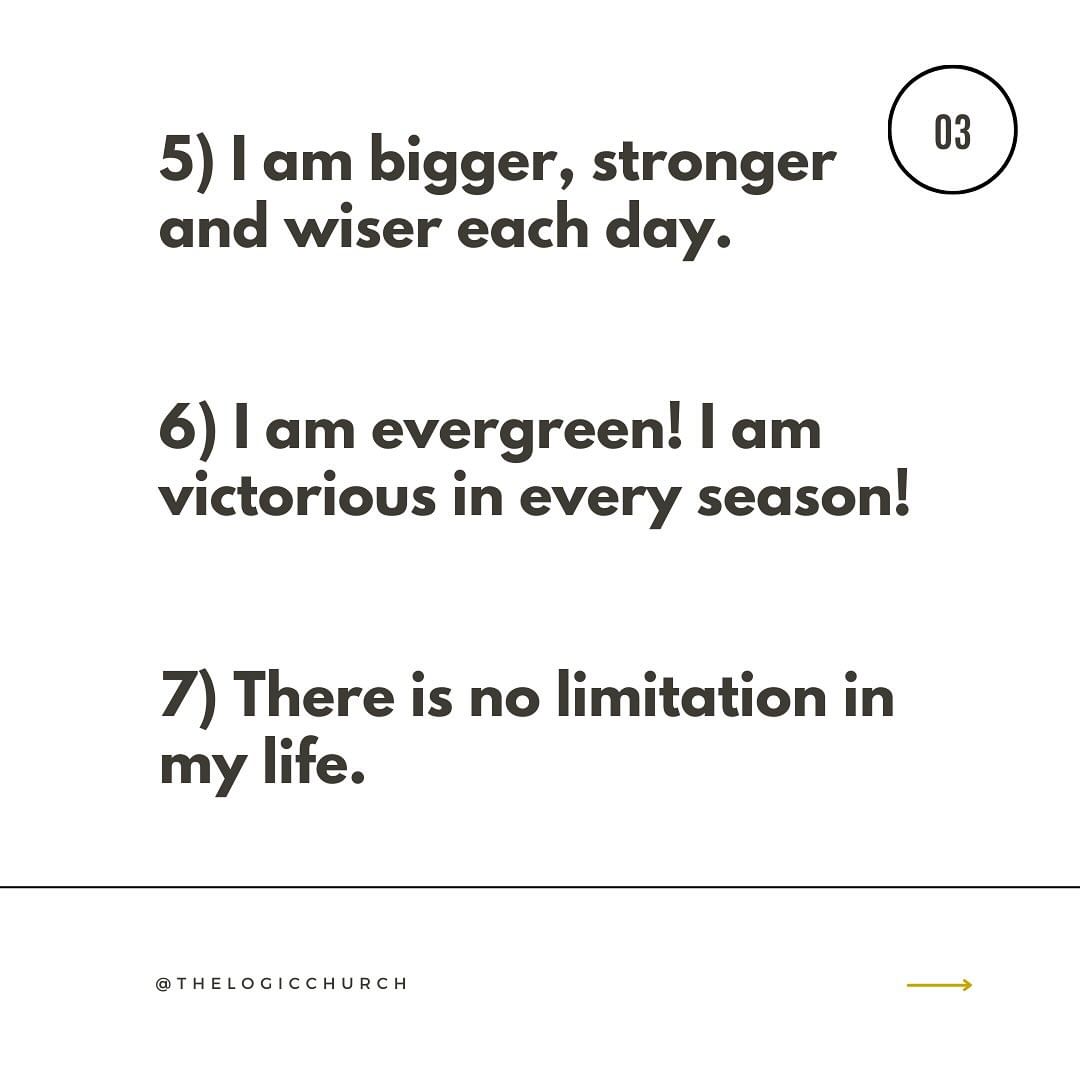 03
5) I am bigger, stronger
and wiser each day.
6) I am evergreen! I am
victorious in every season!
7) There is no limitation in
my life.
@THELOGICCHURCH